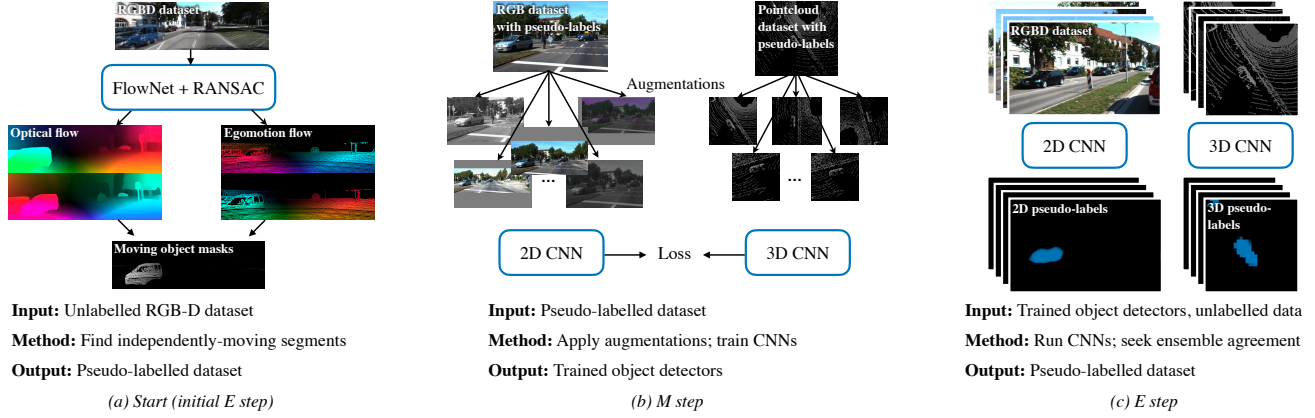 RGBD dataset
FlowNet + RANSAC
Optical flow
Egomotion flow
Moving object masks
Input: Unlabelled RGB-D dataset
Method: Find independently-moving segments
Output: Pseudo-labelled dataset
(a) Start (initial E step)
RGB dataset
with pseudo-labels
Pointcloud
dataset with
pseudo-labels
Augmentations
...
...
2D CNN
Loss
3D CNN
Input: Pseudo-labelled dataset
Method: Apply augmentations; train CNNs
Output: Trained object detectors
(b) M step
RGBD dataset
2D CNN
3D CNN
2D pseudo-labels
3D pseudo-
labels
Input: Trained object detectors, unlabelled data
Method: Run CNNs; seek ensemble agreement
Output: Pseudo-labelled dataset
(c) E step